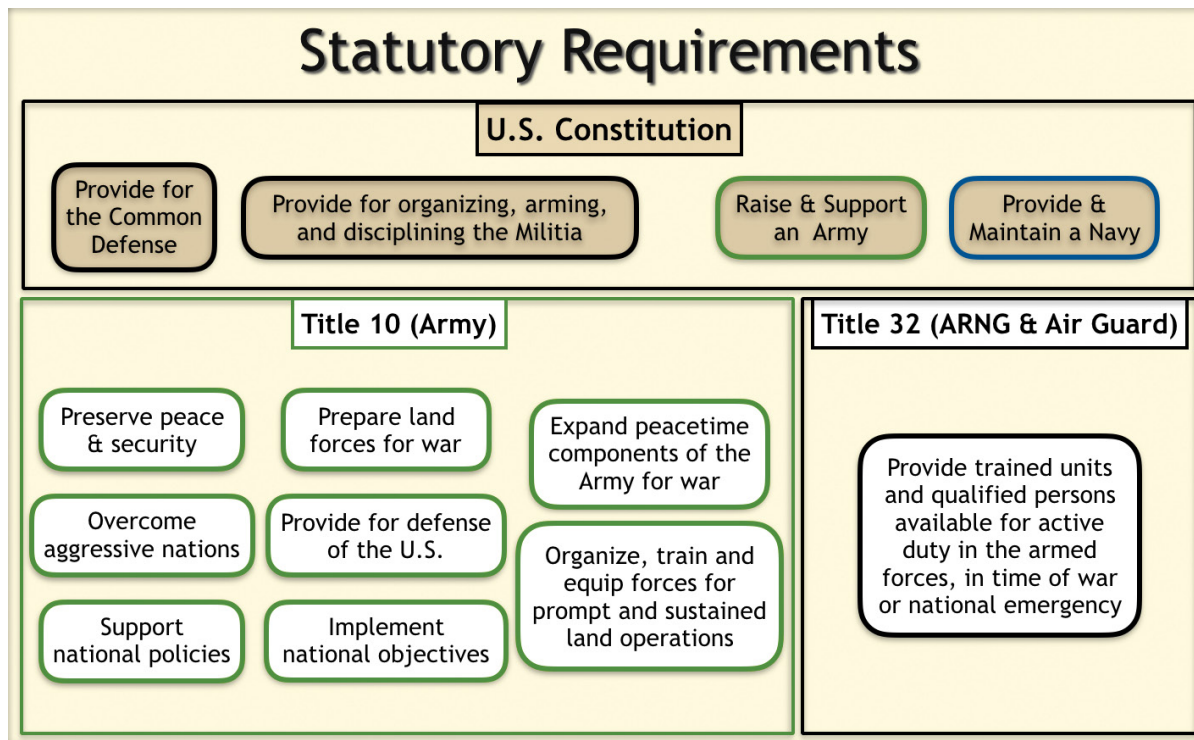 Statutory Requirements
U.S. Constitution
Provide for
the Common
Defense
Provide for organizing, arming,
and disciplining the Militia
Raise & Support
an Army
Provide &
Maintain a Navy
Title 10 (Army)
Preserve peace
& security
Prepare land
forces for war
Expand peacetime
components of the
Army for war
Overcome
aggressive nations
Provide for defense
of the U.S.
Organize, train and
equip forces for
prompt and sustained
land operations
Support
national policies
Implement
national objectives
Title 32 (ARNG & Air Guard)
Provide trained units
and qualified persons
available for active
duty in the armed
forces, in time of war
or national emergency